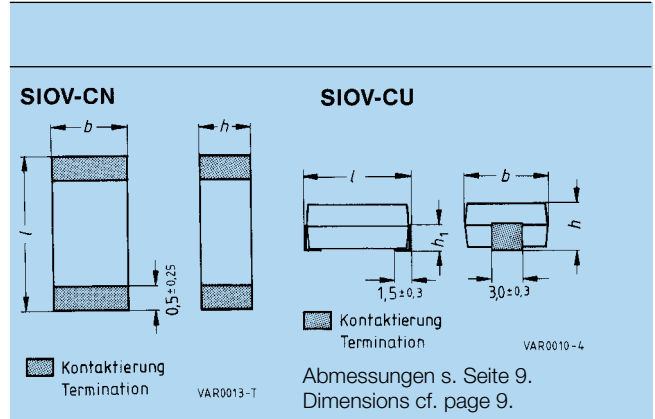 SIOV-CN
b
h
l
0,5±0,25
Kontaktierung
Termination
VAR0013-T
SIOV-CU
l
b
h1
h
1,5±0,3
3,0±0,3
Kontaktierung
Termination
VAR0010-4
Abmessungen s. Seite 9.
Dimensions cf. page 9.